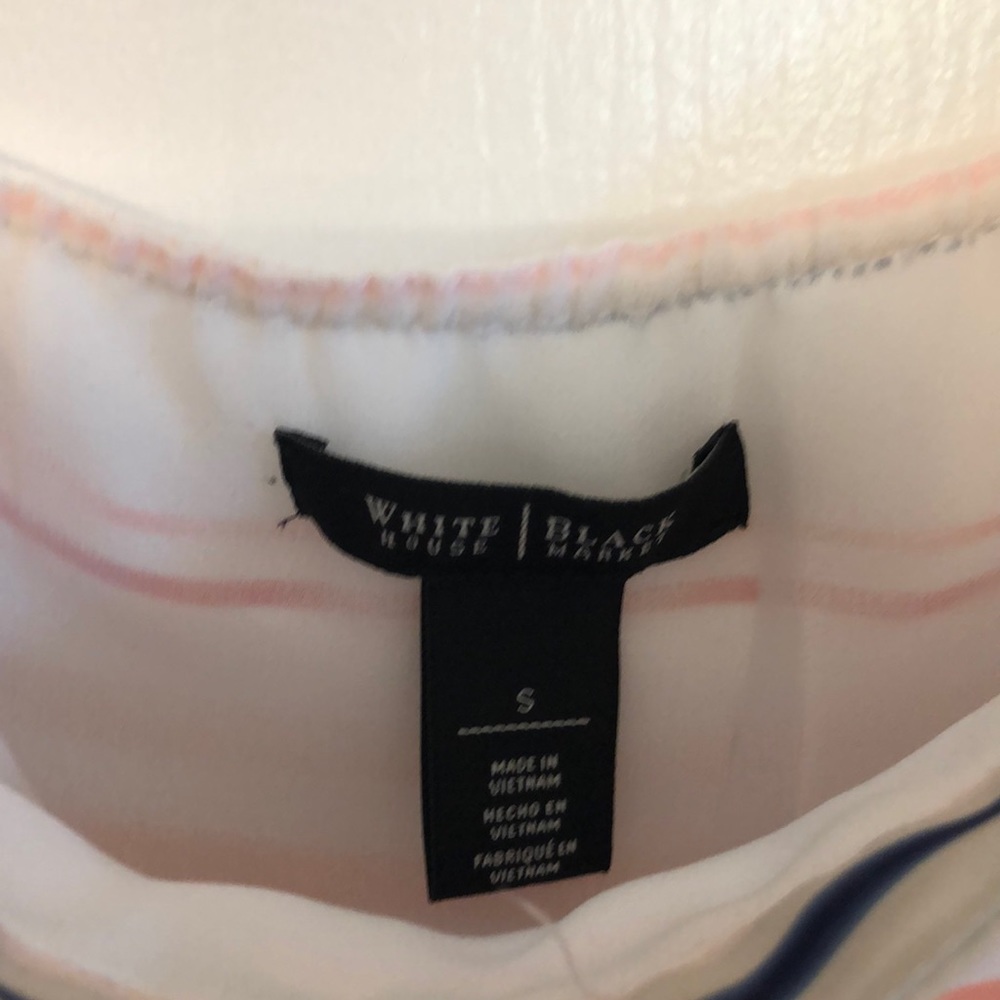 WHITE | BLACK
HOUSE MARKET
S
MADE IN
VIETNAM
HECHO EN
VIETNAM
FABRIQUÉ EN
VIETNAM